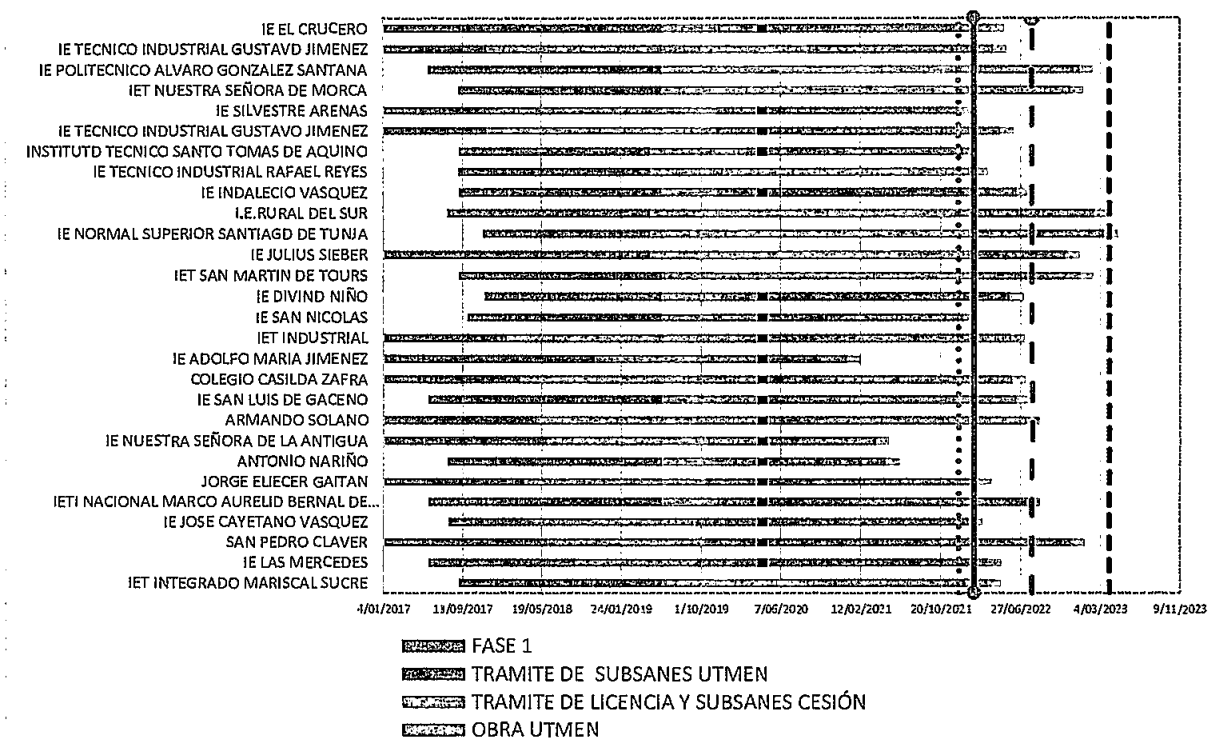 IE EL CRUCERO
IE TECNICO INDUSTRIAL GUSTAVD JIMENEZ
IE POLITECNICO ALVARO GONZALEZ SANTANA
IET NUESTRA SEÑORA DE MORCA
IE SILVESTRE ARENAS
IE TECNICO INDUSTRIAL GUSTAVO JIMENEZ
INSTITUTD TECNICO SANTO TOMAS DE AQUINO
IE TECNICO INDUSTRIAL RAFAEL REYES
IE INDALECIO VASQUEZ
I.E.RURAL DEL SUR
IE NORMAL SUPERIOR SANTIAGD DE TUNJA
IE JULIUS SIEBER
IET SAN MARTIN DE TOURS
IE DIVIND NIÑO
IE SAN NICOLAS
IET INDUSTRIAL
IE ADOLFO MARIA JIMENEZ
COLEGIO CASILDA ZAFRA
IE SAN LUIS DE GACENO
ARMANDO SOLANO
IE NUESTRA SEÑORA DE LA ANTIGUA
ANTONIO NARIÑO
JORGE ELIECER GAITAN
IETI NACIONAL MARCO AURELID BERNAL DE...
IE JOSE CAYETANO VASQUEZ
SAN PEDRO CLAVER
IE LAS MERCEDES
IET INTEGRADO MARISCAL SUCRE
4/01/2017 13/09/2017 19/05/2018 24/01/2019 1/10/2019 7/06/2020 12/02/2021 20/10/2021 27/06/2022 4/03/2023 9/11/2023
FASE 1
TRAMITE DE SUBSANES UTMEN
TRAMITE DE LICENCIA Y SUBSANES CESIÓN
OBRA UTMEN